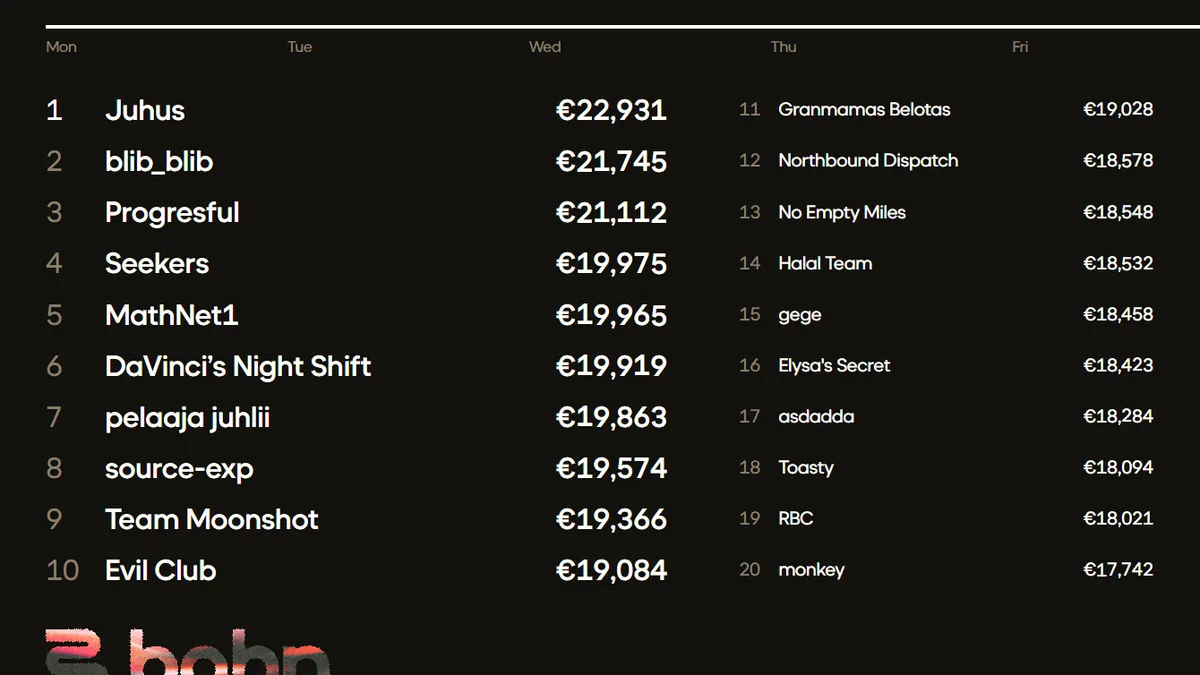 Mon Tue Wed Thu Fri
1 Juhus €22,931
2 blib_blib €21,745
3 Progresful €21,112
4 Seekers €19,975
5 MathNet1 €19,965
6 DaVinci’s Night Shift €19,919
7 pelaaja juhlii €19,863
8 source-exp €19,574
9 Team Moonshot €19,366
10 Evil Club €19,084
11 Granmamas Belotas €19,028
12 Northbound Dispatch €18,578
13 No Empty Miles €18,548
14 Halal Team €18,532
15 gege €18,458
16 Elysa's Secret €18,423
17 asdadda €18,284
18 Toasty €18,094
19 RBC €18,021
20 monkey €17,742